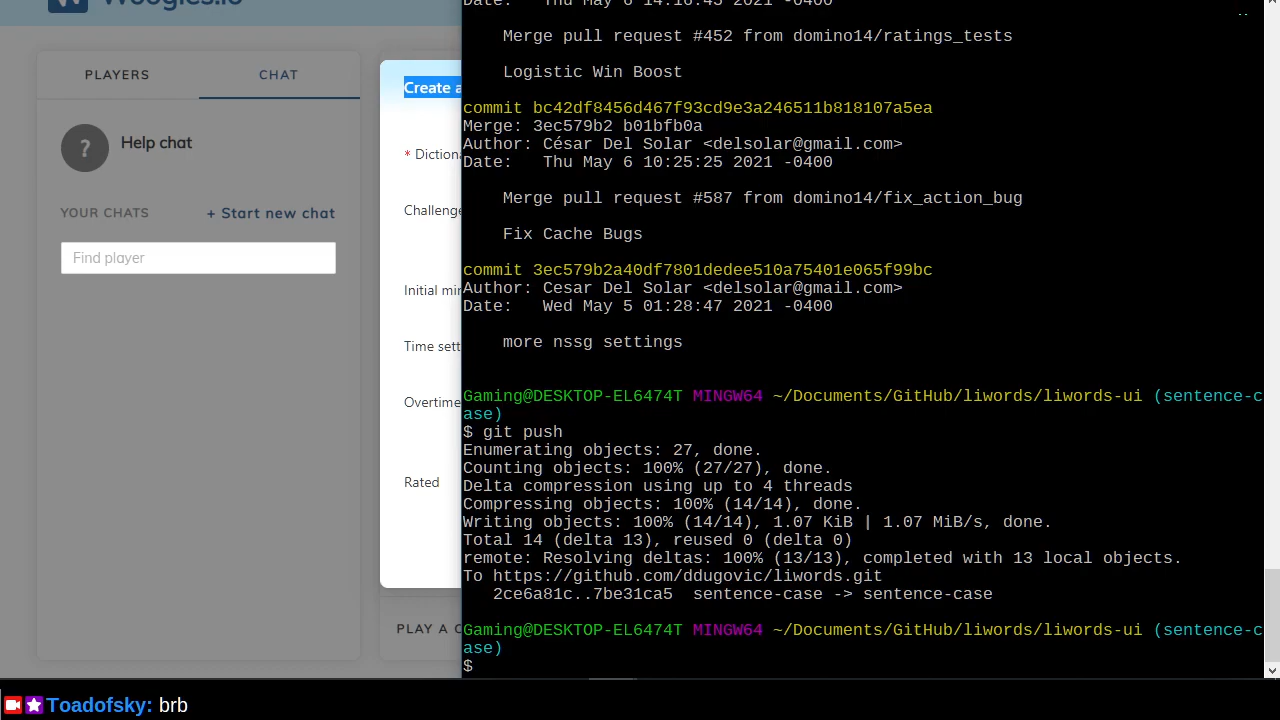 Woogles.io
PLAYERS
CHAT
?
Help chat
YOUR CHATS
+ Start new chat
Find player
Create a
* Dictiona
Challenge
Initial min
Time sett
Overtime
Rated
PLAY A C
Date:   Thu May 6 14:16:43 2021 -0400
Merge pull request #452 from domino14/ratings_tests
Logistic Win Boost
commit bc42df8456d467f93cd9e3a246511b818107a5ea
Merge: 3ec579b2 b01bfb0a
Author: César Del Solar <delsolar@gmail.com>
Date:   Thu May 6 10:25:25 2021 -0400
Merge pull request #587 from domino14/fix_action_bug
Fix Cache Bugs
commit 3ec579b2a40df7801dedee510a75401e065f99bc
Author: Cesar Del Solar <delsolar@gmail.com>
Date:   Wed May 5 01:28:47 2021 -0400
more nssg settings
Gaming@DESKTOP-EL6474T MINGW64 ~/Documents/GitHub/liwords/liwords-ui (sentence-c
ase)
$ git push
Enumerating objects: 27, done.
Counting objects: 100% (27/27), done.
Delta compression using up to 4 threads
Compressing objects: 100% (14/14), done.
Writing objects: 100% (14/14), 1.07 KiB | 1.07 MiB/s, done.
Total 14 (delta 13), reused 0 (delta 0)
remote: Resolving deltas: 100% (13/13), completed with 13 local objects.
To https://github.com/ddugovic/liwords.git
2ce6a81c..7be31ca5  sentence-case -> sentence-case
Gaming@DESKTOP-EL6474T MINGW64 ~/Documents/GitHub/liwords/liwords-ui (sentence-c
ase)
$
Toadofsky: brb